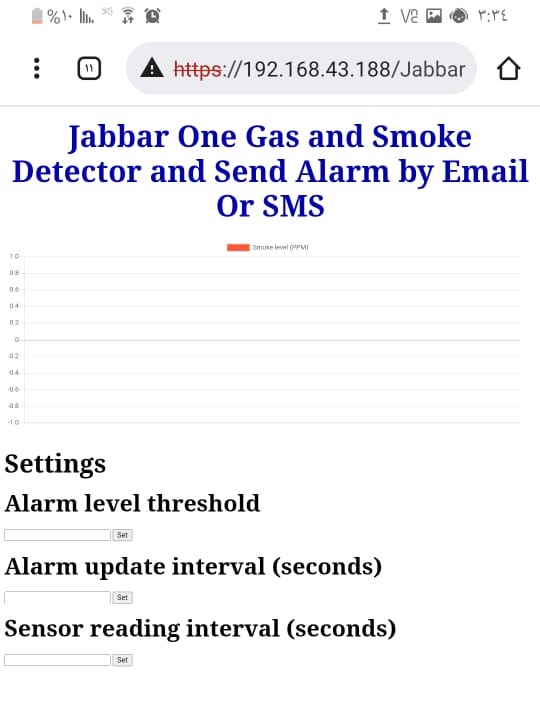 %١٠ 3G ٣:٣٤
١١ https://192.168.43.188/Jabbar
Jabbar One Gas and Smoke
Detector and Send Alarm by Email
Or SMS
Smoke level (PPM)
1.0
0.8
0.6
0.4
0.2
0
-0.2
-0.4
-0.6
-0.8
-1.0
Settings
Alarm level threshold
Set
Alarm update interval (seconds)
Set
Sensor reading interval (seconds)
Set